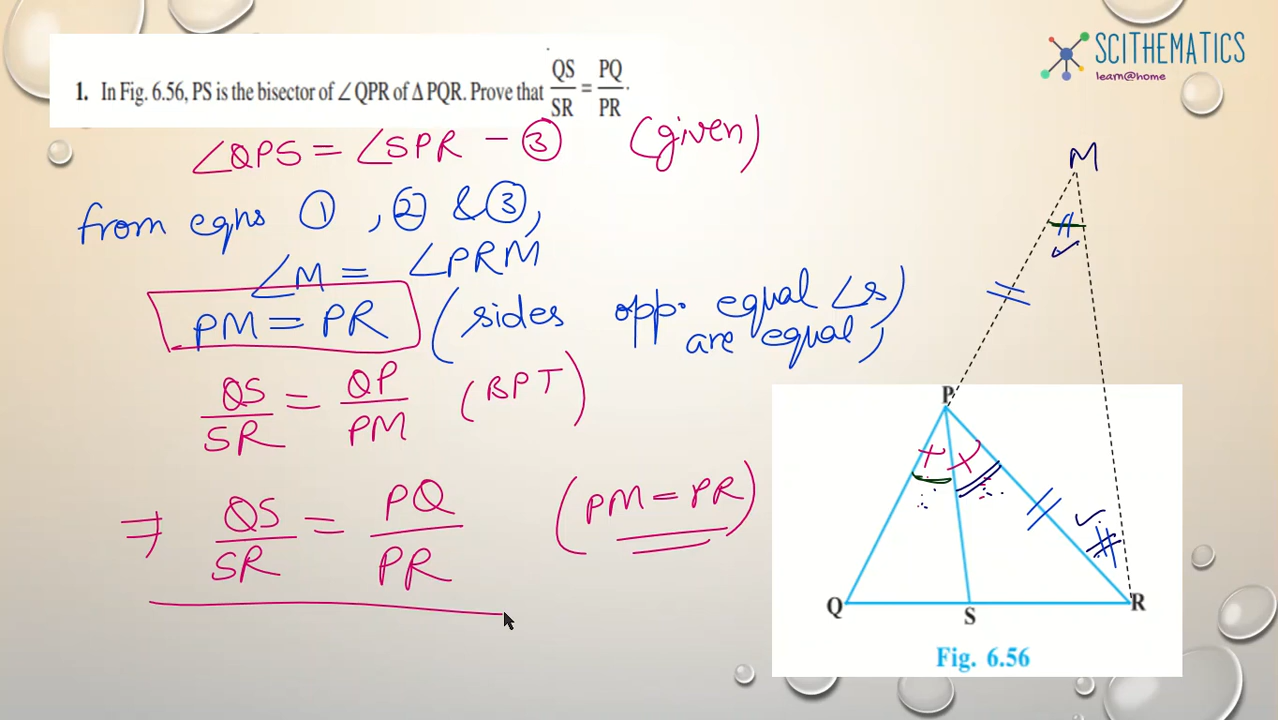 SCITHEMATICS
learn@home
1. In Fig. 6.56, PS is the bisector of ∠ QPR of Δ PQR. Prove that QS/SR = PQ/PR.
∠QPS = ∠SPR – ③ (given)
from eqns ①, ② & ③,
∠M = ∠PRM
PM = PR (sides opp. equal ∠s
are equal)
QS/SR = QP/PM (BPT)
⇒ QS/SR = PQ/PR (PM = PR)
M
P
Q
S
R
Fig. 6.56